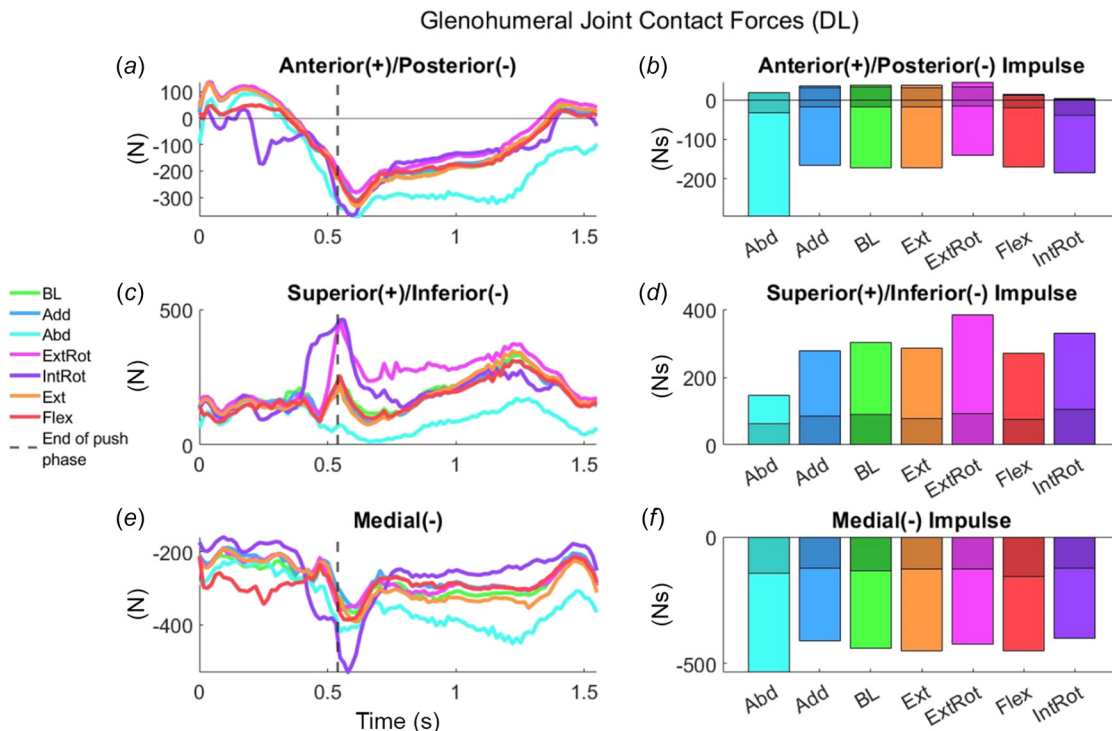 Glenohumeral Joint Contact Forces (DL)
(a)
Anterior(+)/Posterior(-)
100
0
-100
-200
-300
(N)
0
0.5
1
1.5
(b)
Anterior(+)/Posterior(-) Impulse
0
-100
-200
(Ns)
Abd
Add
BL
Ext
ExtRot
Flex
IntRot
BL
Add
Abd
ExtRot
IntRot
Ext
Flex
End of push
phase
(c)
Superior(+)/Inferior(-)
500
0
(N)
0
0.5
1
1.5
(d)
Superior(+)/Inferior(-) Impulse
400
200
0
(Ns)
Abd
Add
BL
Ext
ExtRot
Flex
IntRot
(e)
Medial(-)
-200
-400
(N)
0
0.5
1
1.5
Time (s)
(f)
Medial(-) Impulse
0
-500
(Ns)
Abd
Add
BL
Ext
ExtRot
Flex
IntRot